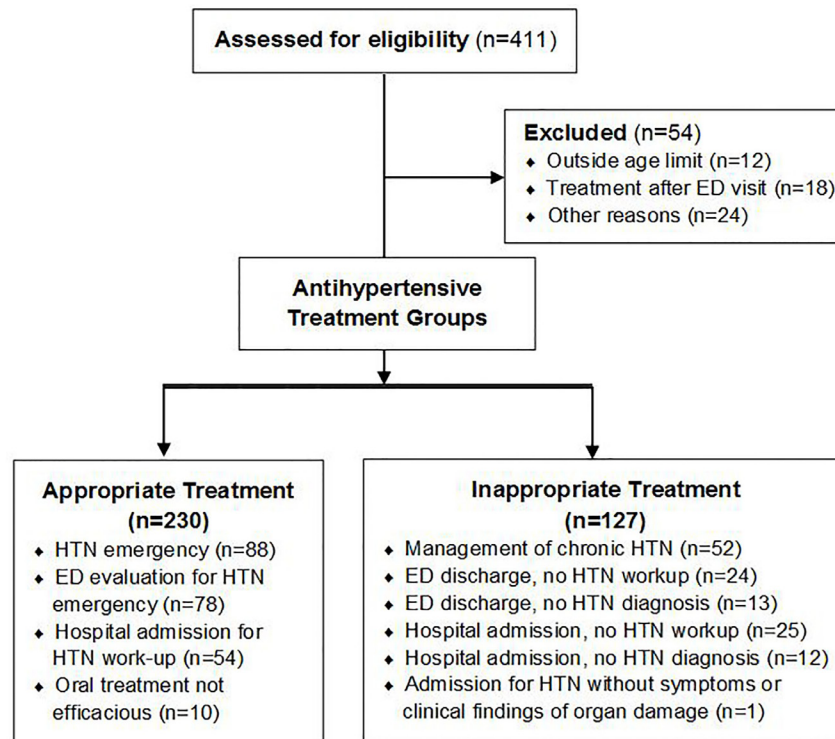 Assessed for eligibility (n=411)
Excluded (n=54)
♦ Outside age limit (n=12)
♦ Treatment after ED visit (n=18)
♦ Other reasons (n=24)
Antihypertensive
Treatment Groups
Appropriate Treatment
(n=230)
♦ HTN emergency (n=88)
♦ ED evaluation for HTN
emergency (n=78)
♦ Hospital admission for
HTN work-up (n=54)
♦ Oral treatment not
efficacious (n=10)
Inappropriate Treatment
(n=127)
♦ Management of chronic HTN (n=52)
♦ ED discharge, no HTN workup (n=24)
♦ ED discharge, no HTN diagnosis (n=13)
♦ Hospital admission, no HTN workup (n=25)
♦ Hospital admission, no HTN diagnosis (n=12)
♦ Admission for HTN without symptoms or
clinical findings of organ damage (n=1)